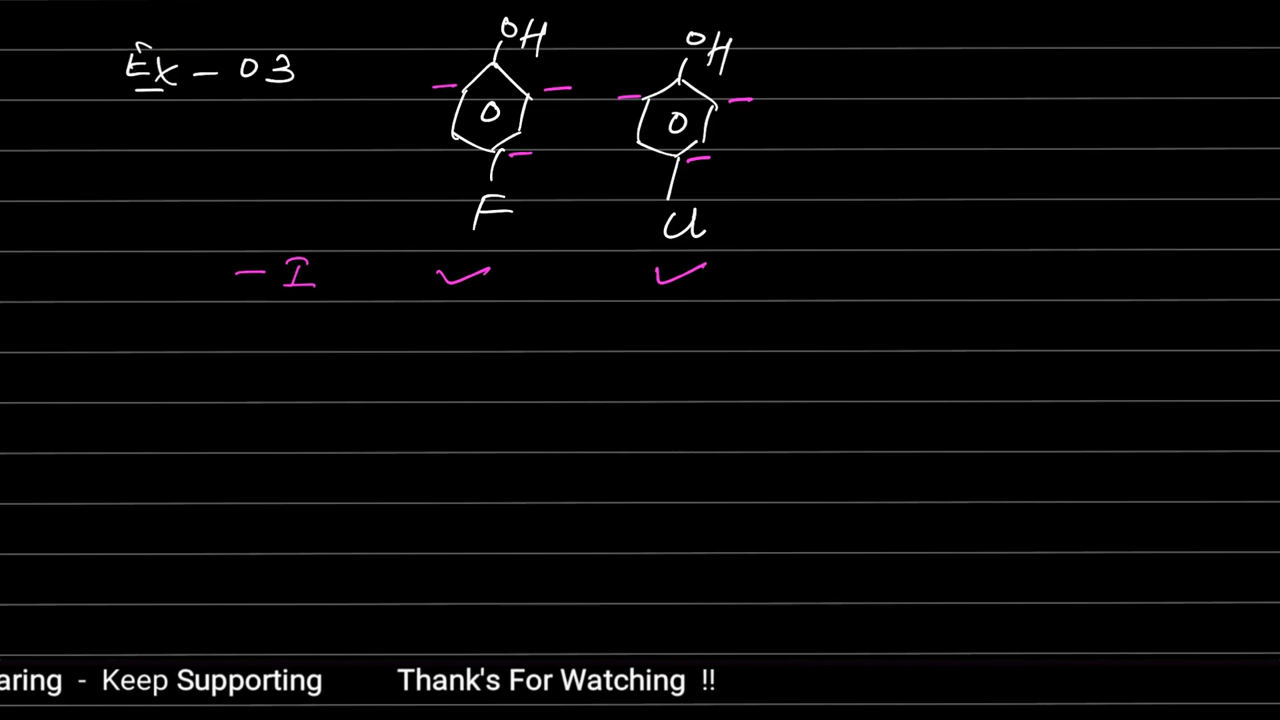 OH
OH
Ex - 03
F
Cl
- I ✓ ✓
aring - Keep Supporting Thank's For Watching !!